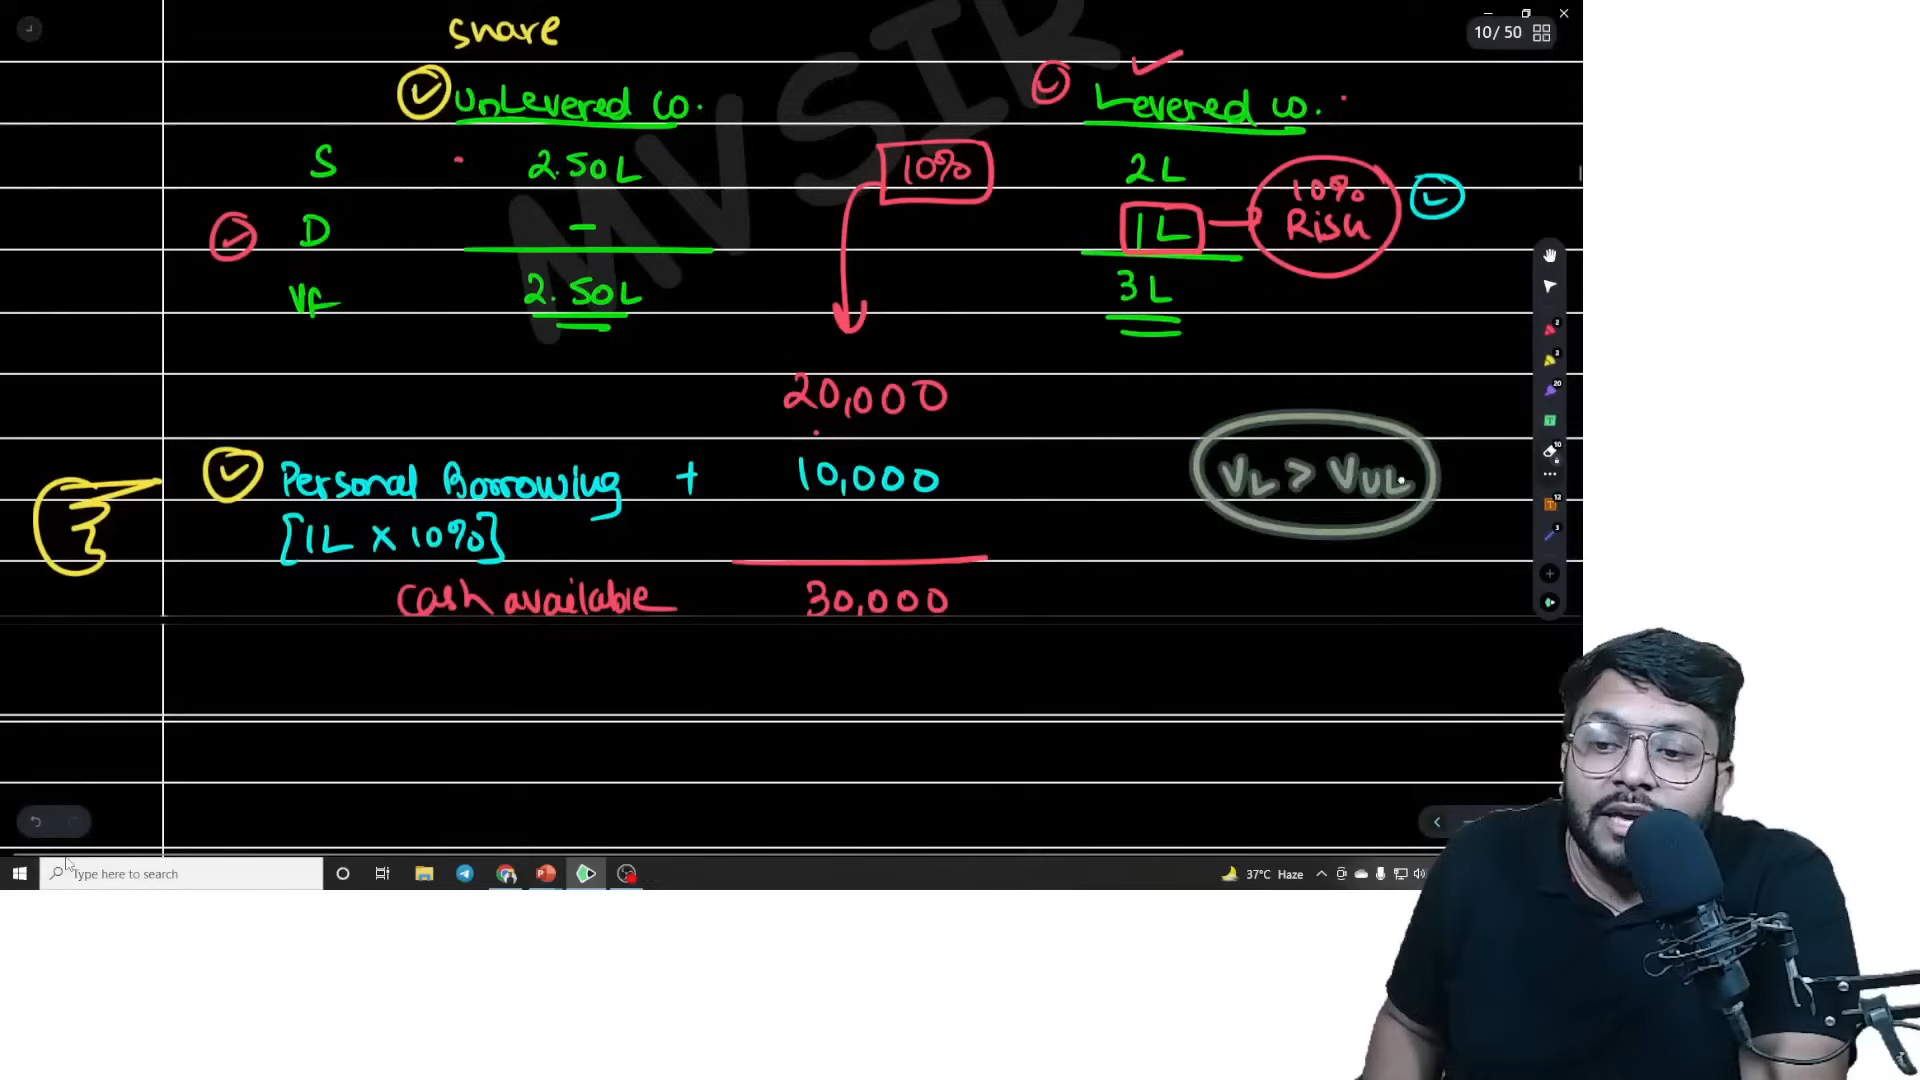 share
10/50
UnLevered co.
Levered co.
S 2.50L 10% 2L
10% Risk
D - 1L
VF 2.50L 3L
MVSIR
20,000
Personal Borrowing + 10,000
VL > VUL
[1L x 10%]
cash available 30,000
Type here to search
37°C Haze